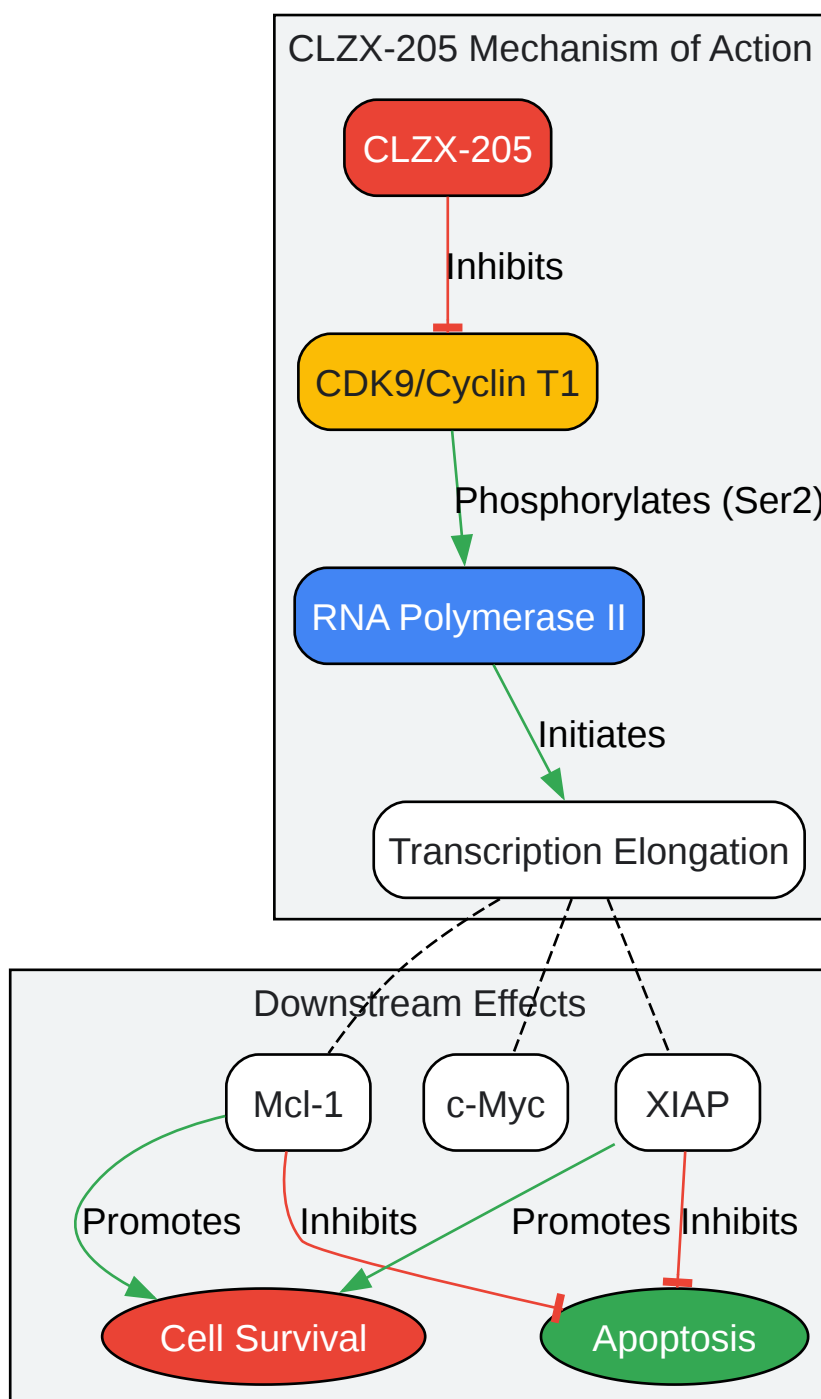 CLZX-205 Mechanism of Action
CLZX-205
Inhibits
CDK9/Cyclin T1
Phosphorylates (Ser2)
RNA Polymerase II
Initiates
Transcription Elongation
Downstream Effects
Mcl-1
c-Myc
XIAP
Promotes
Inhibits
Promotes
Inhibits
Cell Survival
Apoptosis